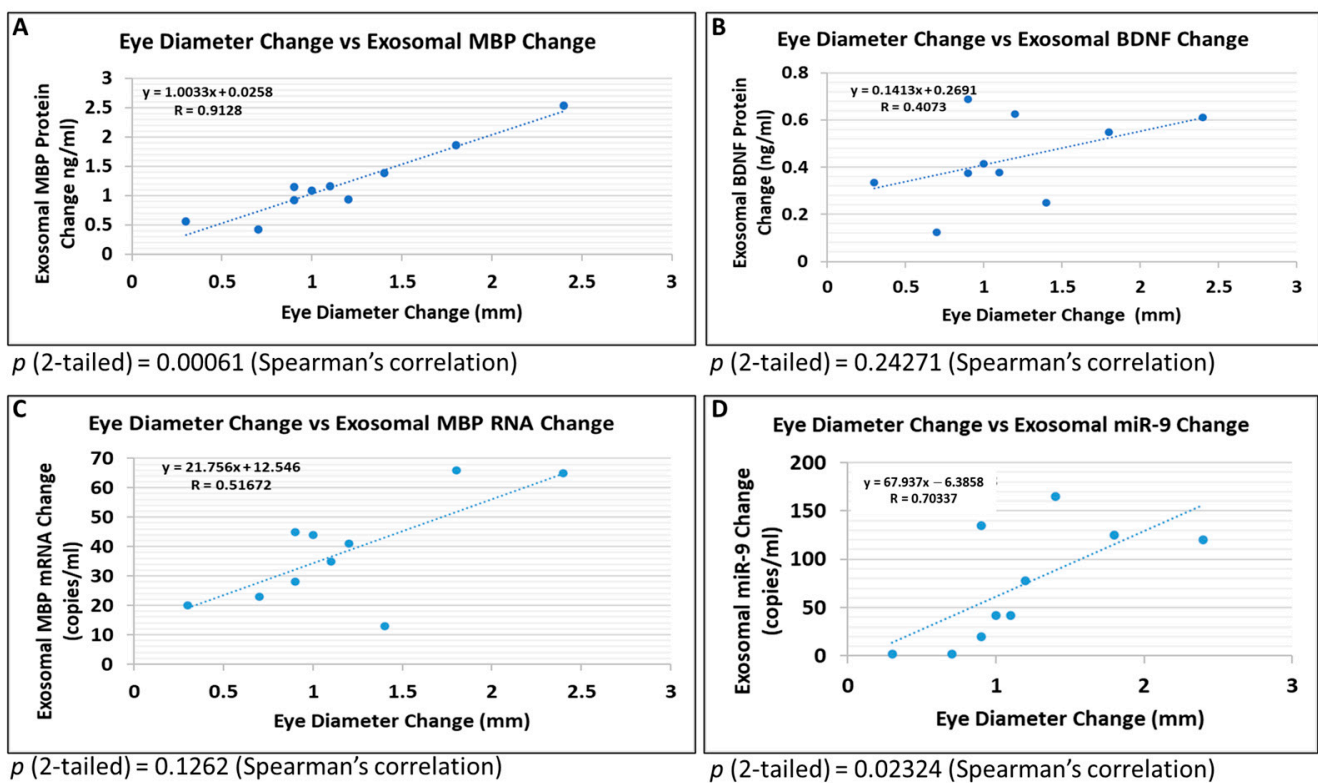 A
Eye Diameter Change vs Exosomal MBP Change
y = 1.0033x + 0.0258
R = 0.9128
Exosomal MBP Protein
Change ng/ml)
3
2.5
2
1.5
1
0.5
0
0 0.5 1 1.5 2 2.5 3
Eye Diameter Change (mm)
p (2-tailed) = 0.00061 (Spearman's correlation)
B
Eye Diameter Change vs Exosomal BDNF Change
y = 0.1413x + 0.2691
R = 0.4073
Exosomal BDNF Protein
Change (ng/ml)
0.8
0.6
0.4
0.2
0
0 0.5 1 1.5 2 2.5 3
Eye Diameter Change (mm)
p (2-tailed) = 0.24271 (Spearman's correlation)
C
Eye Diameter Change vs Exosomal MBP RNA Change
y = 21.756x + 12.546
R = 0.51672
Exosomal MBP mRNA Change
(copies/ml)
70
60
50
40
30
20
10
0
0 0.5 1 1.5 2 2.5 3
Eye Diameter Change (mm)
p (2-tailed) = 0.1262 (Spearman's correlation)
D
Eye Diameter Change vs Exosomal miR-9 Change
y = 67.937x − 6.3858
R = 0.70337
Exosomal miR-9 Change
(copies/ml)
200
150
100
50
0
0 1 2 3
Eye Diameter Change (mm)
p (2-tailed) = 0.02324 (Spearman's correlation)